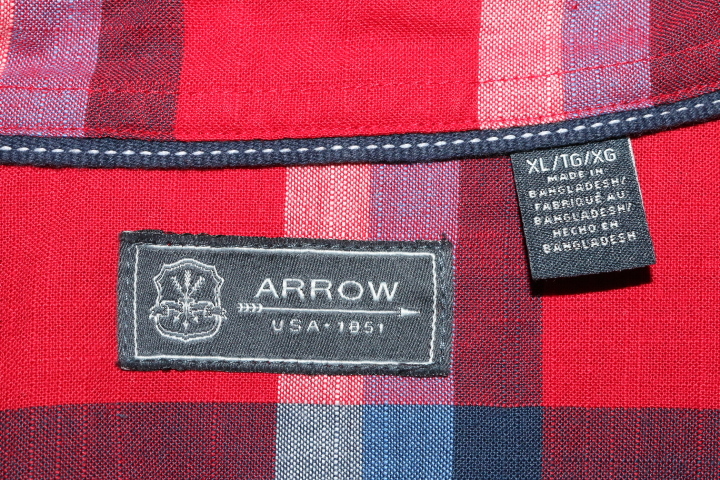 XL/TG/XG
MADE IN
BANGLADESH/
FABRIQUÉ AU
BANGLADESH/
HECHO EN
BANGLADESH
ARROW
USA • 1851